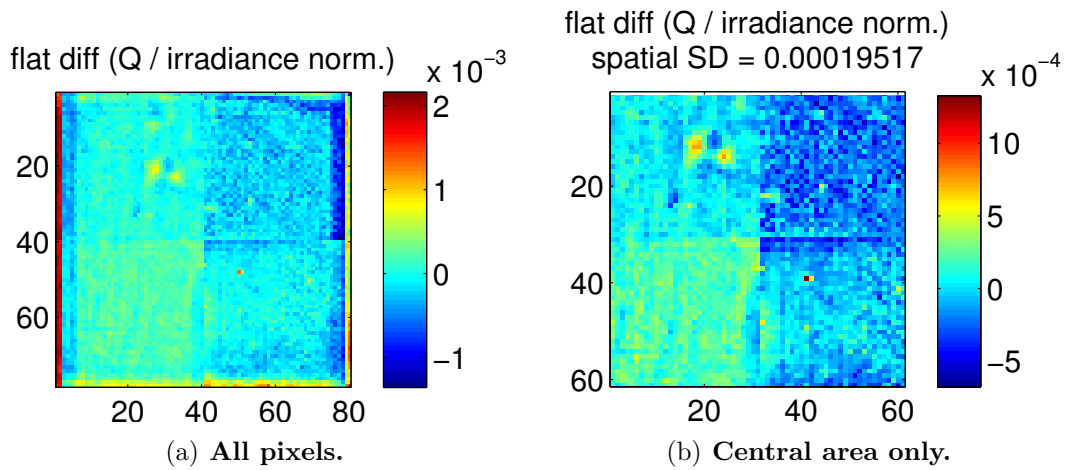 flat diff (Q / irradiance norm.)
x 10⁻³
20
40
60
20 40 60 80
2
1
0
−1
(a) All pixels.
flat diff (Q / irradiance norm.)
spatial SD = 0.00019517
x 10⁻⁴
20
40
60
20 40 60
10
5
0
−5
(b) Central area only.